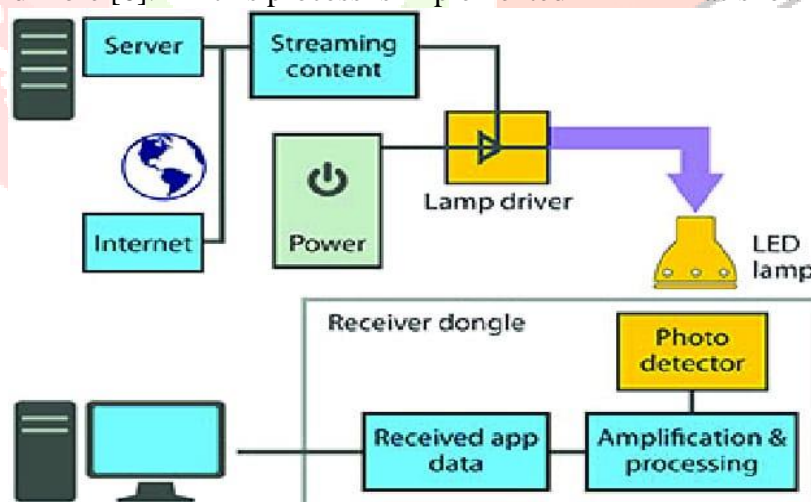 Server
Streaming
content
Internet
Power
Lamp driver
LED
lamp
Receiver dongle
Photo
detector
Received app
data
Amplification &
processing